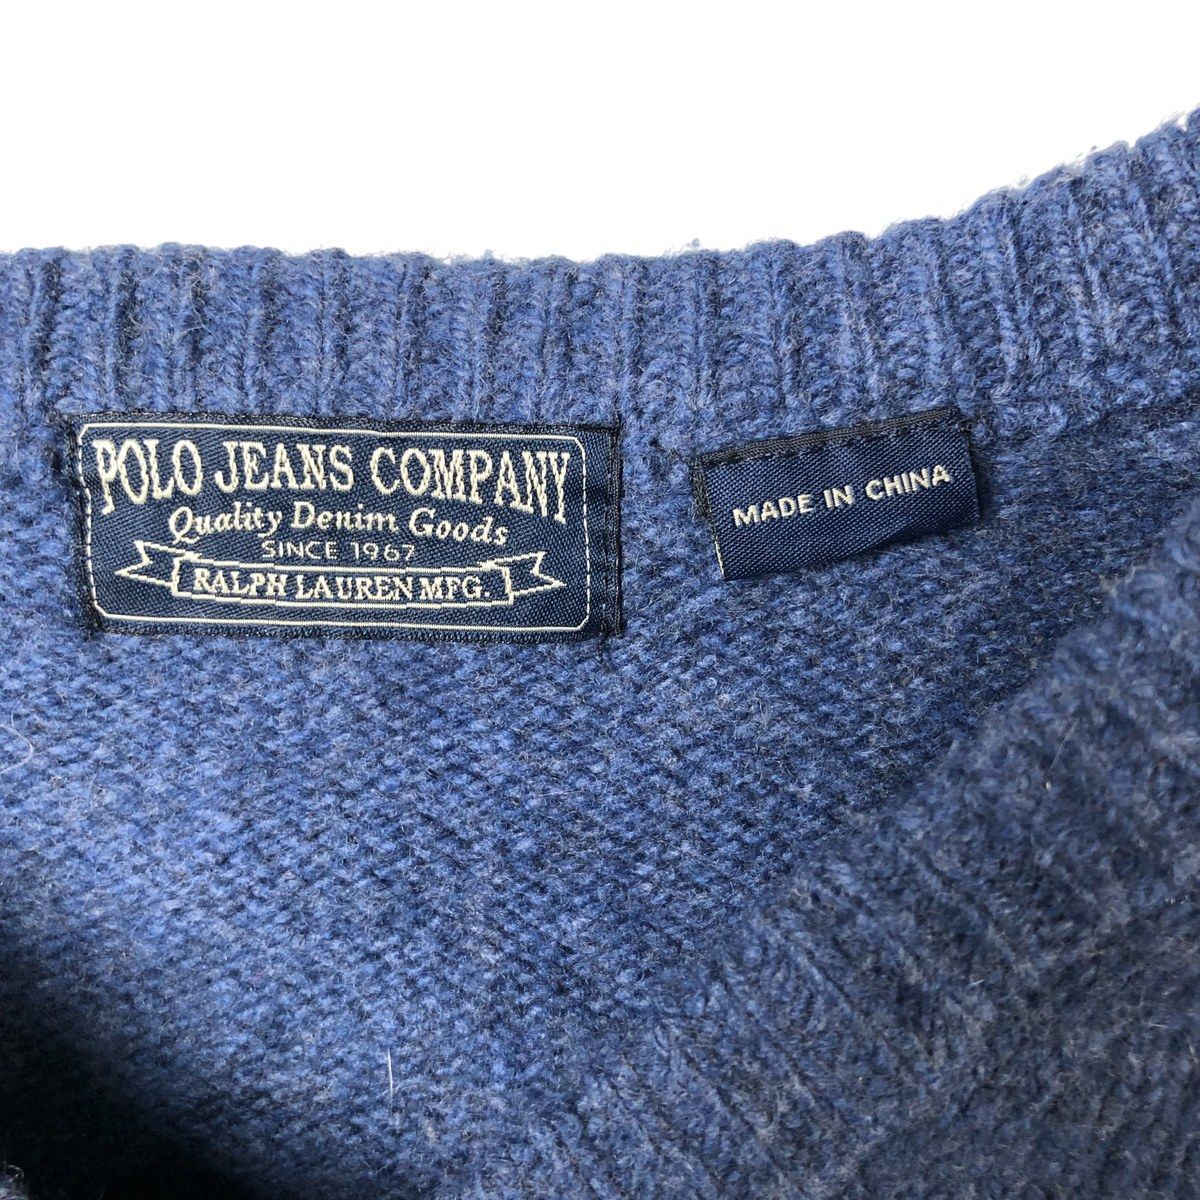 POLO JEANS COMPANY
Quality Denim Goods
SINCE 1967
RALPH LAUREN MFG.
MADE IN CHINA